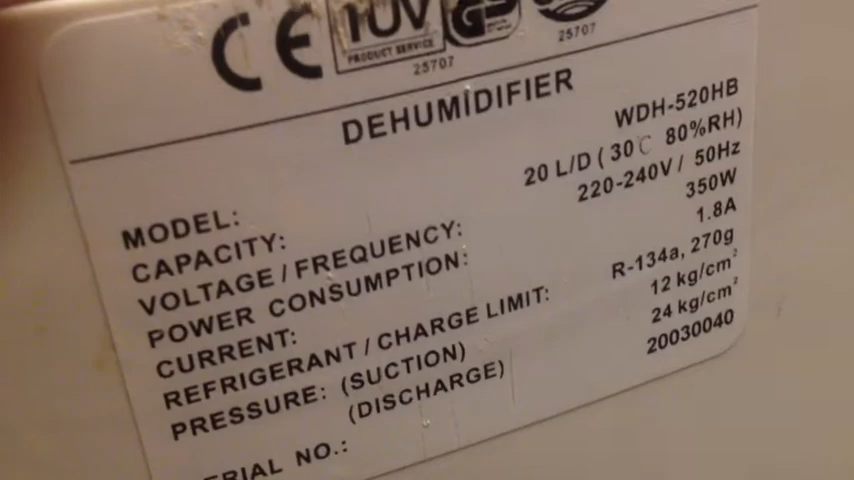 CE TUV GS
PRODUCT SERVICE
25707 25707
DEHUMIDIFIER
MODEL: WDH-520HB
CAPACITY: 20 L/D ( 30℃ 80%RH)
VOLTAGE / FREQUENCY: 220-240V / 50Hz
POWER CONSUMPTION: 350W
CURRENT: 1.8A
REFRIGERANT / CHARGE LIMIT: R-134a, 270g
PRESSURE: (SUCTION) 12 kg/cm²
(DISCHARGE) 24 kg/cm²
ERIAL NO.: 20030040